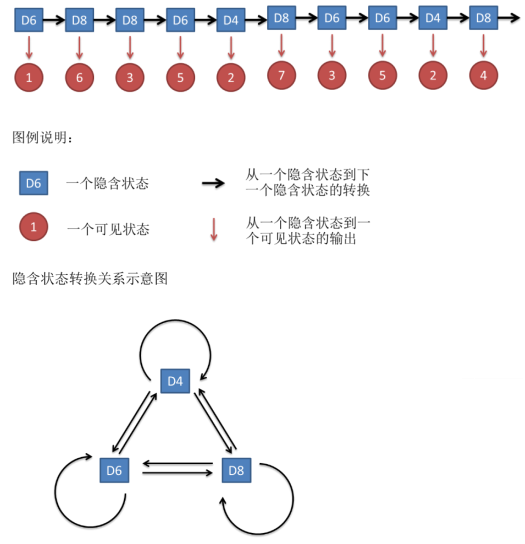 D6 D8 D8 D6 D4 D8 D6 D6 D4 D8
1 6 3 5 2 7 3 5 2 4
图例说明：
D6 一个隐含状态
从一个隐含状态到下
一个隐含状态的转换
1 一个可见状态
从一个隐含状态到一
个可见状态的输出
隐含状态转换关系示意图
D4
D6 D8